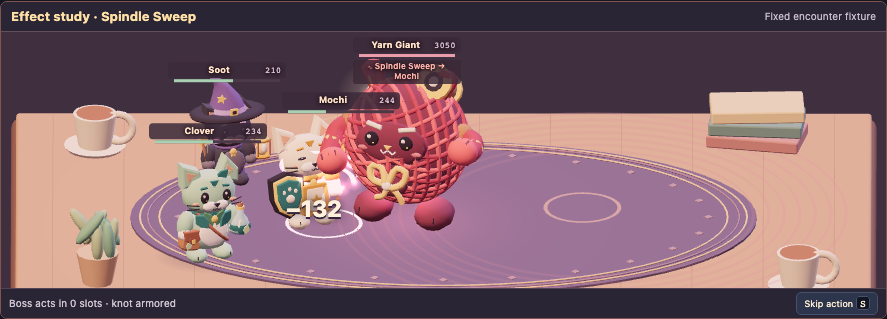 Effect study · Spindle Sweep
Fixed encounter fixture
Yarn Giant 3050
Spindle Sweep →
Mochi
Soot 210
Mochi 244
Clover 234
−132
Boss acts in 0 slots · knot armored
Skip action S